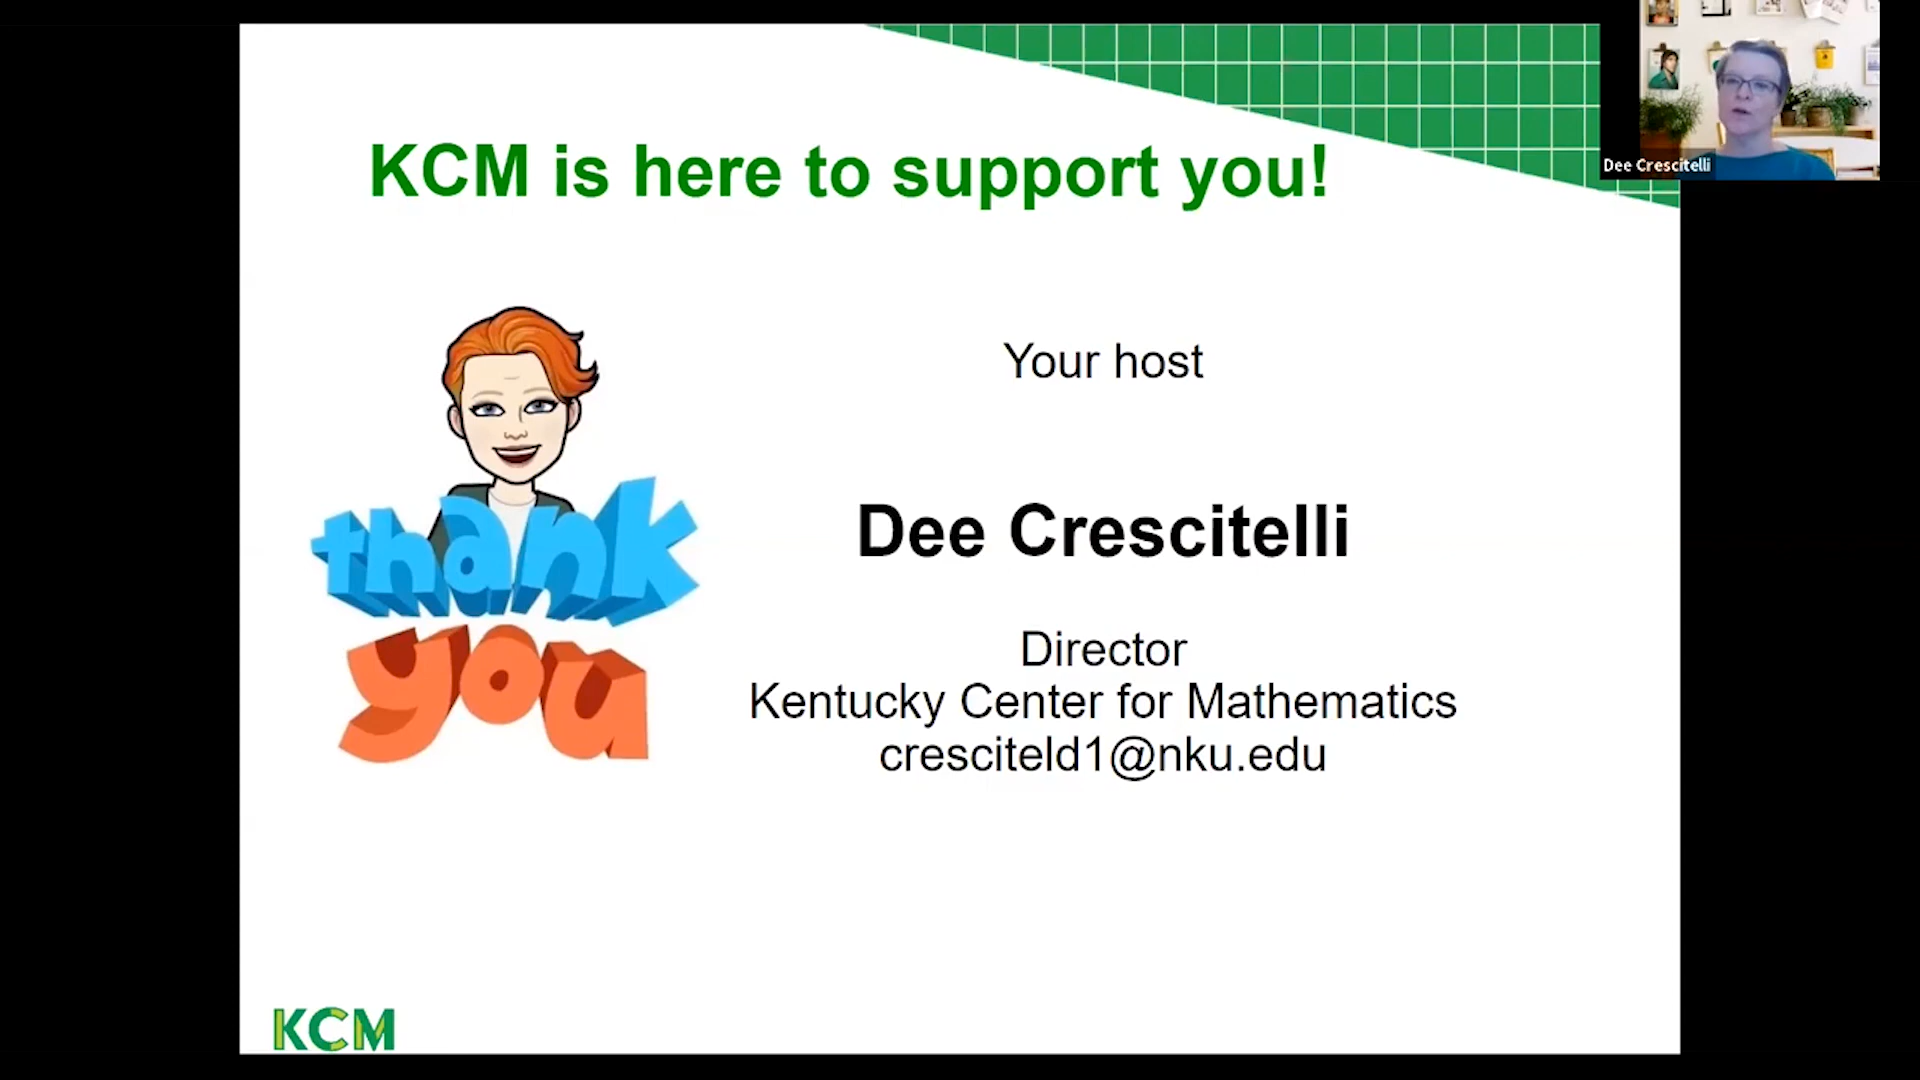 KCM is here to support you!
Dee Crescitelli
Your host
thank
you
Dee Crescitelli
Director
Kentucky Center for Mathematics
cresciteld1@nku.edu
KCM